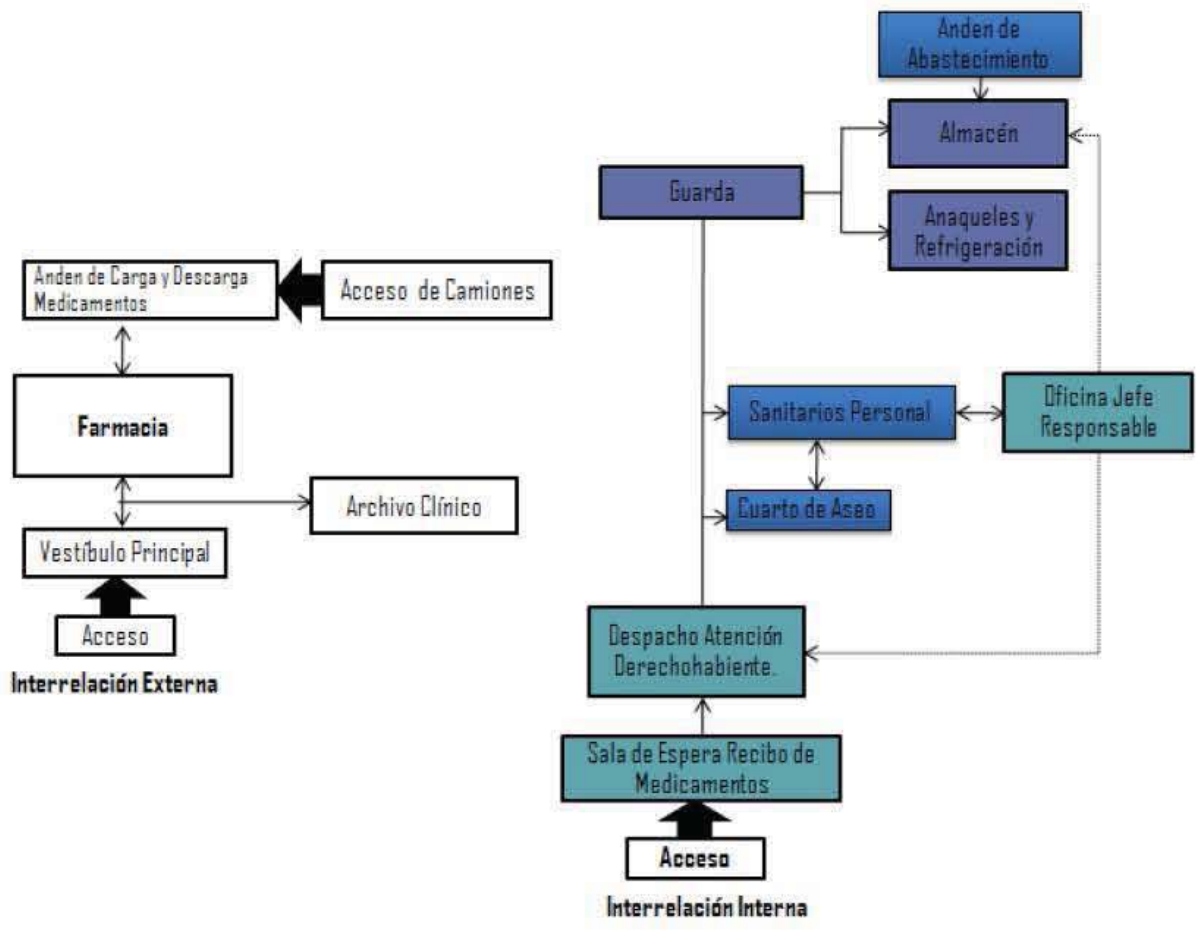 Anden de Carga y Descarga
Medicamentos
Acceso de Camiones
Farmacia
Archivo Clínico
Vestíbulo Principal
Acceso
Interrelación Externa
Anden de
Abastecimiento
Almacén
Guarda
Anaqueles y
Refrigeración
Sanitarios Personal
Oficina Jefe
Responsable
Cuarto de Aseo
Despacho Atención
Derechohabiente.
Sala de Espera Recibo de
Medicamentos
Acceso
Interrelación Interna